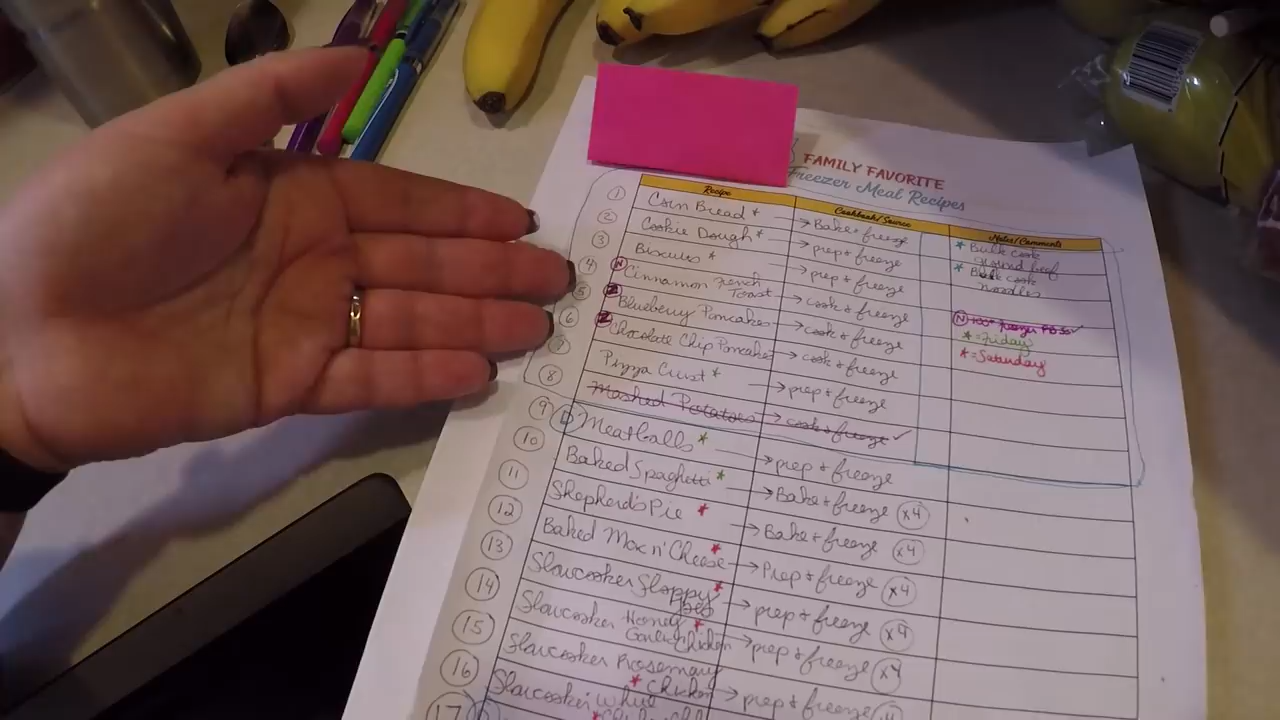 FAMILY FAVORITE
Freezer Meal Recipes
Recipe Cookbook/Source Notes/Comments
1 Corn Bread * → Bake & freeze * Bulk cook ground beef
2 Cookie Dough * → prep & freeze * Bulk cook noodles
3 Biscuits * → prep & freeze
4 N Cinnamon French Toast → cook & freeze
5 Blueberry Pancakes → cook & freeze N
6 Chocolate Chip Pancakes → cook & freeze * = Friday
7 Pizza Crust * → prep & freeze * = Saturday
8 Mashed Potatoes → cook & freeze ✓
9 Meatballs * → prep & freeze
10 Baked Spaghetti * → Bake & freeze x4
11 Shepherd's Pie * → Bake & freeze x4
12 Baked Mac n' Cheese * → Prep & freeze x4
13 Slowcooker Sloppy Joes * → prep & freeze x4
14 Slowcooker Honey Garlic Chicken * → prep & freeze x4
15 Slowcooker Rosemary Chicken * → prep & freeze
16 Slowcooker White
17